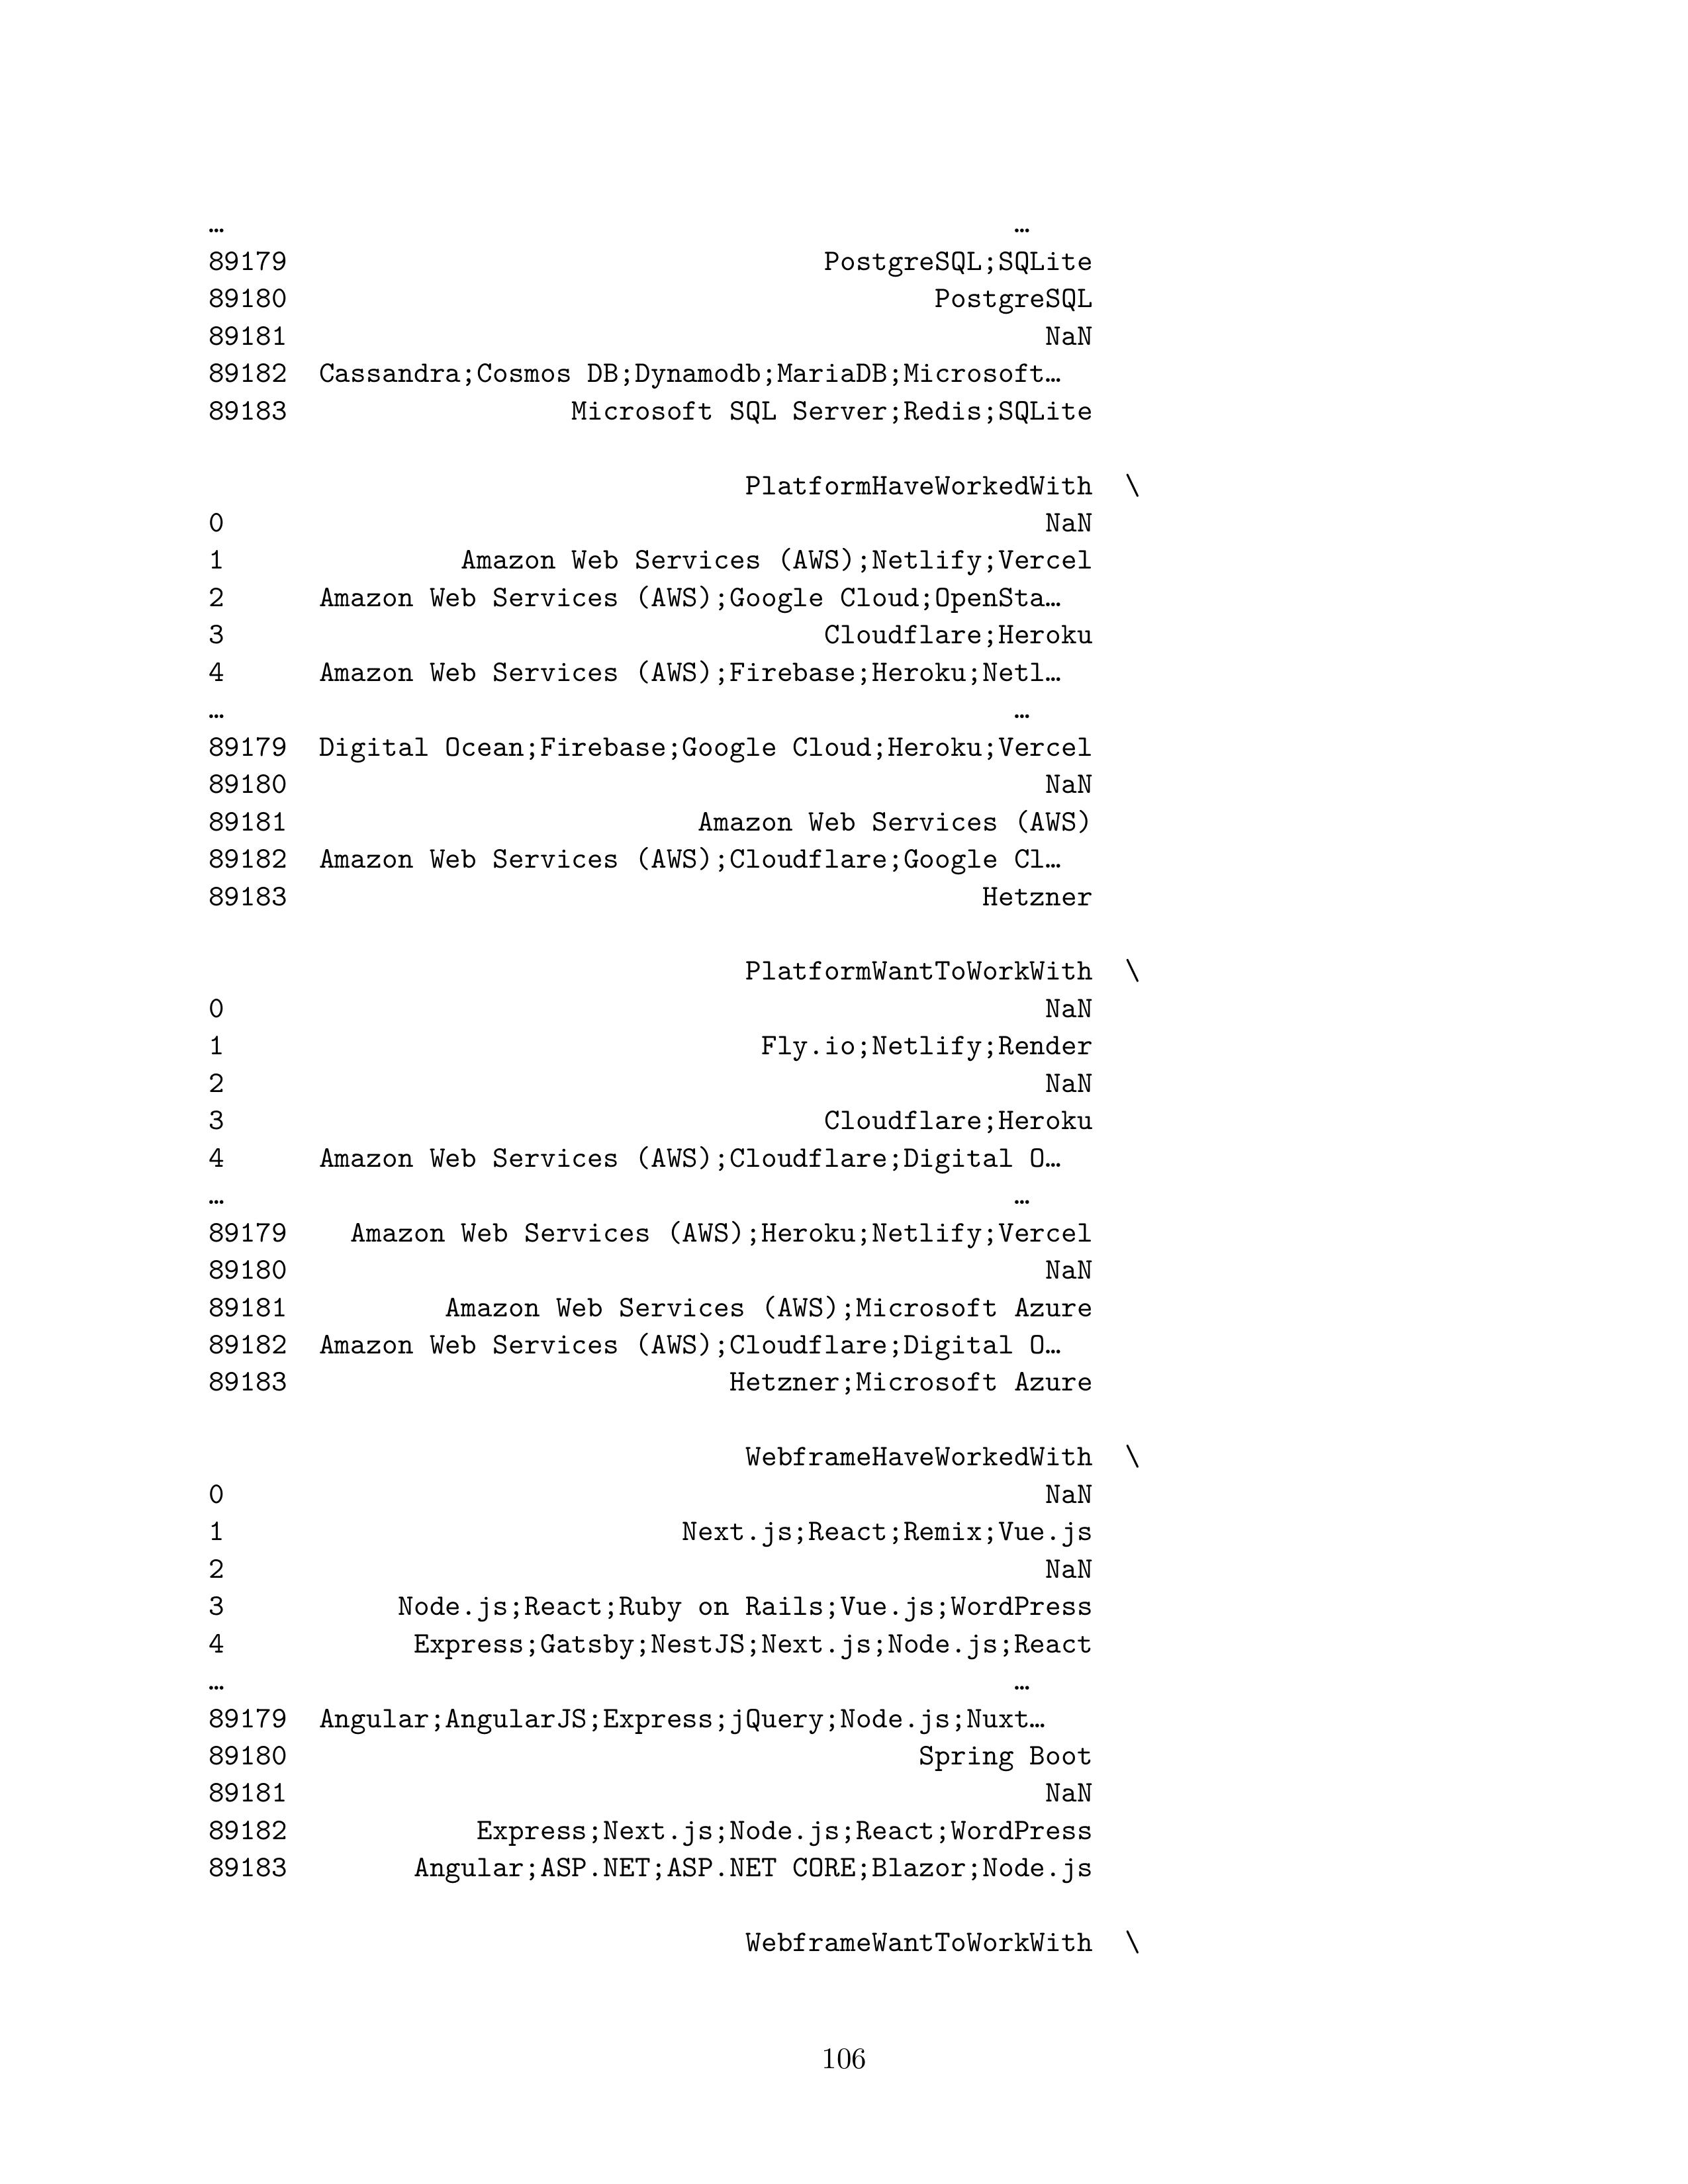 …                                                  …
89179                                  PostgreSQL;SQLite
89180                                         PostgreSQL
89181                                                NaN
89182  Cassandra;Cosmos DB;Dynamodb;MariaDB;Microsoft…
89183                  Microsoft SQL Server;Redis;SQLite

                                  PlatformHaveWorkedWith  \
0                                                    NaN
1               Amazon Web Services (AWS);Netlify;Vercel
2      Amazon Web Services (AWS);Google Cloud;OpenSta…
3                                      Cloudflare;Heroku
4      Amazon Web Services (AWS);Firebase;Heroku;Netl…
…                                                  …
89179  Digital Ocean;Firebase;Google Cloud;Heroku;Vercel
89180                                                NaN
89181                          Amazon Web Services (AWS)
89182  Amazon Web Services (AWS);Cloudflare;Google Cl…
89183                                            Hetzner

                                  PlatformWantToWorkWith  \
0                                                    NaN
1                                  Fly.io;Netlify;Render
2                                                    NaN
3                                      Cloudflare;Heroku
4      Amazon Web Services (AWS);Cloudflare;Digital O…
…                                                  …
89179    Amazon Web Services (AWS);Heroku;Netlify;Vercel
89180                                                NaN
89181          Amazon Web Services (AWS);Microsoft Azure
89182  Amazon Web Services (AWS);Cloudflare;Digital O…
89183                            Hetzner;Microsoft Azure

                                  WebframeHaveWorkedWith  \
0                                                    NaN
1                             Next.js;React;Remix;Vue.js
2                                                    NaN
3           Node.js;React;Ruby on Rails;Vue.js;WordPress
4            Express;Gatsby;NestJS;Next.js;Node.js;React
…                                                  …
89179  Angular;AngularJS;Express;jQuery;Node.js;Nuxt…
89180                                        Spring Boot
89181                                                NaN
89182            Express;Next.js;Node.js;React;WordPress
89183        Angular;ASP.NET;ASP.NET CORE;Blazor;Node.js

                                  WebframeWantToWorkWith  \
106